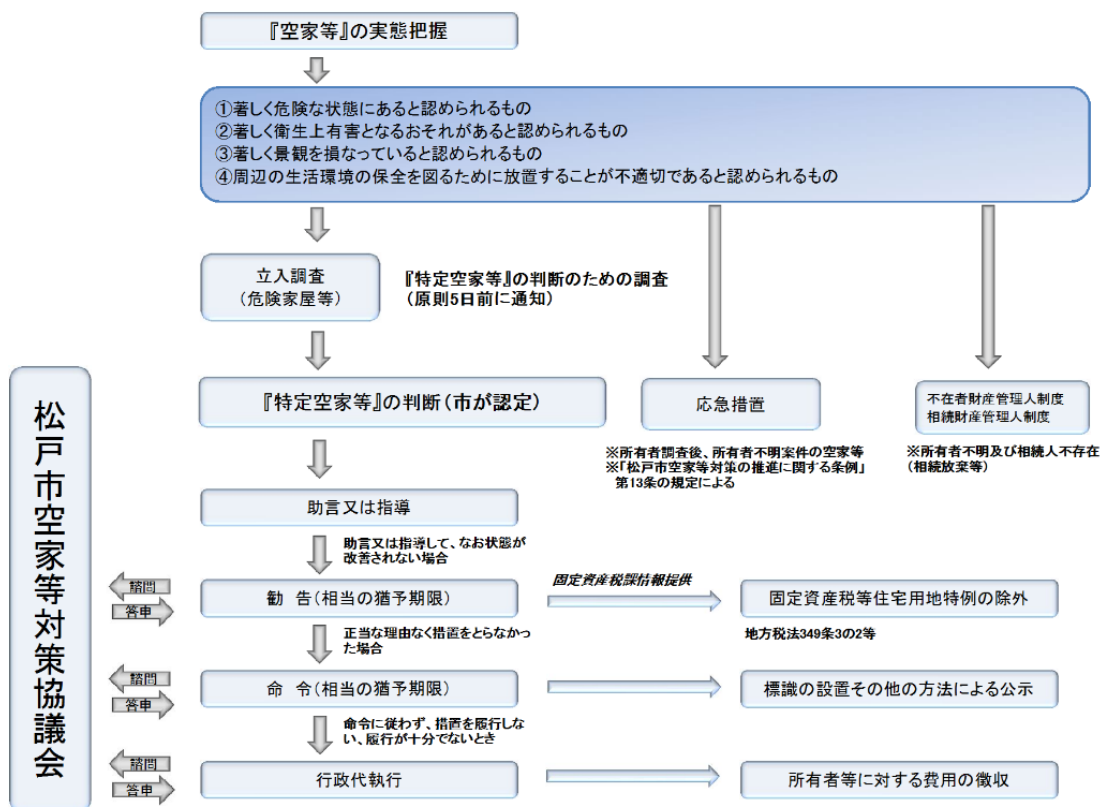 『空家等』の実態把握
①著しく危険な状態にあると認められるもの
②著しく衛生上有害となるおそれがあると認められるもの
③著しく景観を損なっていると認められるもの
④周辺の生活環境の保全を図るために放置することが不適切であると認められるもの
立入調査
(危険家屋等)
『特定空家等』の判断のための調査
(原則5日前に通知)
『特定空家等』の判断(市が認定)
応急措置
不在者財産管理人制度
相続財産管理人制度
※所有者調査後、所有者不明案件の空家等
※「松戸市空家等対策の推進に関する条例」
第13条の規定による
※所有者不明及び相続人不存在
(相続放棄等)
松戸市空家等対策協議会
助言又は指導
助言又は指導して、なお状態が
改善されない場合
諮問
答申
勧 告(相当の猶予期限)
固定資産税課情報提供
固定資産税等住宅用地特例の除外
地方税法349条3の2等
正当な理由なく措置をとらなかっ
た場合
諮問
答申
命 令(相当の猶予期限)
標識の設置その他の方法による公示
命令に従わず、措置を履行しな
い、履行が十分でないとき
諮問
答申
行政代執行
所有者等に対する費用の徴収